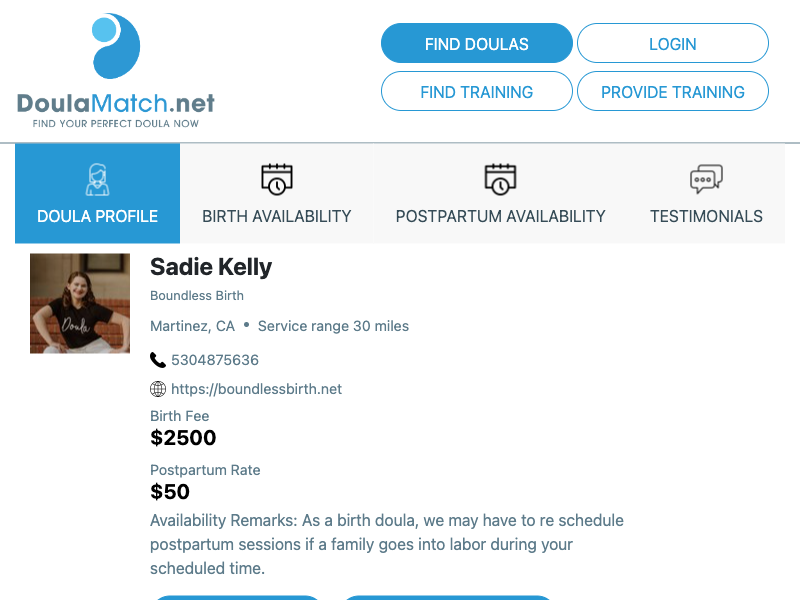 FIND DOULAS
LOGIN
FIND TRAINING
PROVIDE TRAINING
DoulaMatch.net
FIND YOUR PERFECT DOULA NOW
DOULA PROFILE
BIRTH AVAILABILITY
POSTPARTUM AVAILABILITY
TESTIMONIALS
Doula
Sadie Kelly
Boundless Birth
Martinez, CA • Service range 30 miles
5304875636
https://boundlessbirth.net
Birth Fee
$2500
Postpartum Rate
$50
Availability Remarks: As a birth doula, we may have to re schedule
postpartum sessions if a family goes into labor during your
scheduled time.